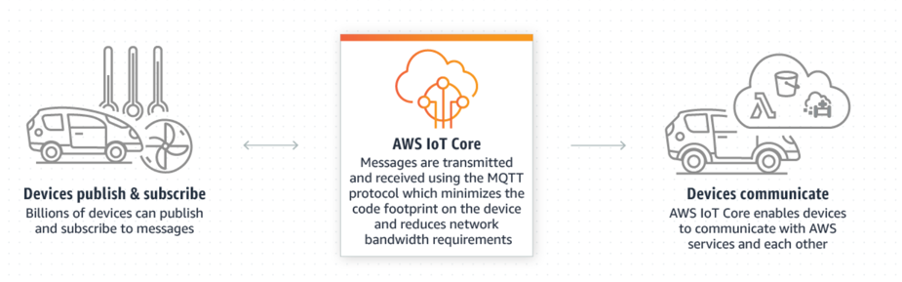 Devices publish & subscribe
Billions of devices can publish
and subscribe to messages
AWS IoT Core
Messages are transmitted
and received using the MQTT
protocol which minimizes the
code footprint on the device
and reduces network
bandwidth requirements
Devices communicate
AWS IoT Core enables devices
to communicate with AWS
services and each other